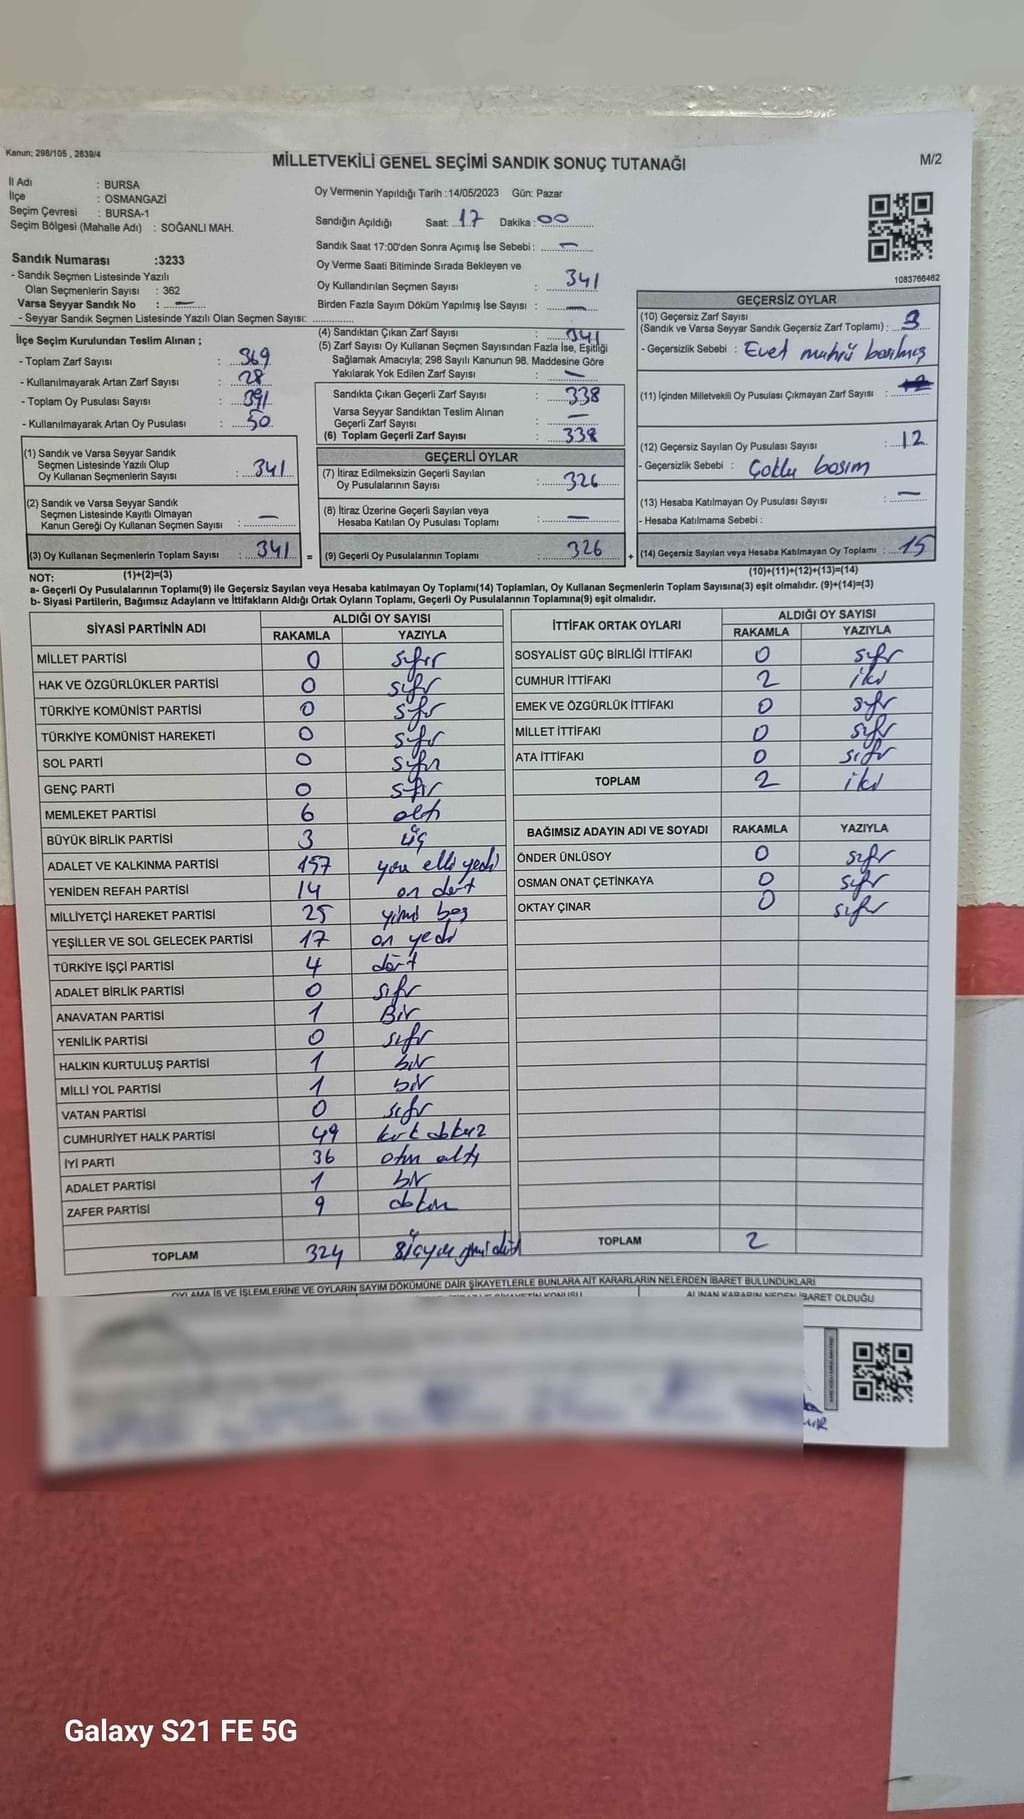 Kanun; 298/105 , 2839/4
MİLLETVEKİLİ GENEL SEÇİMİ SANDIK SONUÇ TUTANAĞI
M/2
İl Adı : BURSA
İlçe : OSMANGAZİ
Seçim Çevresi : BURSA-1
Seçim Bölgesi (Mahalle Adı) : SOĞANLI MAH.
Sandık Numarası :3233
- Sandık Seçmen Listesinde Yazılı
Olan Seçmenlerin Sayısı : 362
Varsa Seyyar Sandık No : —
- Seyyar Sandık Seçmen Listesinde Yazılı Olan Seçmen Sayısı:
Oy Vermenin Yapıldığı Tarih :14/05/2023 Gün: Pazar
Sandığın Açıldığı Saat: 17 Dakika : 00
Sandık Saat 17:00'den Sonra Açımış İse Sebebi : —
Oy Verme Saati Bitiminde Sırada Bekleyen ve
Oy Kullandırılan Seçmen Sayısı : 341
Birden Fazla Sayım Döküm Yapılmış İse Sayısı : —
1083766462
İlçe Seçim Kurulundan Teslim Alınan ;
- Toplam Zarf Sayısı : 369
- Kullanılmayarak Artan Zarf Sayısı : 28
- Toplam Oy Pusulası Sayısı : 391
- Kullanılmayarak Artan Oy Pusulası : 50
(1) Sandık ve Varsa Seyyar Sandık
Seçmen Listesinde Yazılı Olup
Oy Kullanan Seçmenlerin Sayısı : 341
(2) Sandık ve Varsa Seyyar Sandık
Seçmen Listesinde Kayıtlı Olmayan
Kanun Gereği Oy Kullanan Seçmen Sayısı : —
(3) Oy Kullanan Seçmenlerin Toplam Sayısı : 341 =
(4) Sandıktan Çıkan Zarf Sayısı : 341
(5) Zarf Sayısı Oy Kullanan Seçmen Sayısından Fazla İse, Eşitliği
Sağlamak Amacıyla; 298 Sayılı Kanunun 98. Maddesine Göre
Yakılarak Yok Edilen Zarf Sayısı : —
Sandıkta Çıkan Geçerli Zarf Sayısı : 338
Varsa Seyyar Sandıktan Teslim Alınan
Geçerli Zarf Sayısı : —
(6) Toplam Geçerli Zarf Sayısı : 338
GEÇERLİ OYLAR
(7) İtiraz Edilmeksizin Geçerli Sayılan
Oy Pusulalarının Sayısı : 326
(8) İtiraz Üzerine Geçerli Sayılan veya
Hesaba Katılan Oy Pusulası Toplamı : —
(9) Geçerli Oy Pusulalarının Toplamı : 326 +
GEÇERSİZ OYLAR
(10) Geçersiz Zarf Sayısı
(Sandık ve Varsa Seyyar Sandık Geçersiz Zarf Toplamı) : 3
- Geçersizlik Sebebi : Evet mührü basılmış
(11) İçinden Milletvekili Oy Pusulası Çıkmayan Zarf Sayısı :
(12) Geçersiz Sayılan Oy Pusulası Sayısı : 12
- Geçersizlik Sebebi : Çoklu basım
(13) Hesaba Katılmayan Oy Pusulası Sayısı : —
- Hesaba Katılmama Sebebi :
(14) Geçersiz Sayılan veya Hesaba Katılmayan Oy Toplamı : 15
NOT: (1)+(2)=(3)
(10)+(11)+(12)+(13)=(14)
a- Geçerli Oy Pusulalarının Toplamı(9) ile Geçersiz Sayılan veya Hesaba katılmayan Oy Toplamı(14) Toplamları, Oy Kullanan Seçmenlerin Toplam Sayısına(3) eşit olmalıdır. (9)+(14)=(3)
b- Siyasi Partilerin, Bağımsız Adayların ve İttifakların Aldığı Ortak Oyların Toplamı, Geçerli Oy Pusulalarının Toplamına(9) eşit olmalıdır.
SİYASİ PARTİNİN ADI
ALDIĞI OY SAYISI
RAKAMLA YAZIYLA
MİLLET PARTİSİ 0 sıfır
HAK VE ÖZGÜRLÜKLER PARTİSİ 0 sıfır
TÜRKİYE KOMÜNİST PARTİSİ 0 sıfır
TÜRKİYE KOMÜNİST HAREKETİ 0 sıfır
SOL PARTİ 0 sıfır
GENÇ PARTİ 0 sıfır
MEMLEKET PARTİSİ 6 altı
BÜYÜK BİRLİK PARTİSİ 3 üç
ADALET VE KALKINMA PARTİSİ 157 yüz elli yedi
YENİDEN REFAH PARTİSİ 14 on dört
MİLLİYETÇİ HAREKET PARTİSİ 25 yirmi beş
YEŞİLLER VE SOL GELECEK PARTİSİ 17 on yedi
TÜRKİYE İŞÇİ PARTİSİ 4 dört
ADALET BİRLİK PARTİSİ 0 sıfır
ANAVATAN PARTİSİ 1 Bir
YENİLİK PARTİSİ 0 sıfır
HALKIN KURTULUŞ PARTİSİ 1 bir
MİLLİ YOL PARTİSİ 1 bir
VATAN PARTİSİ 0 sıfır
CUMHURİYET HALK PARTİSİ 49 kırk dokuz
İYİ PARTİ 36 otuz altı
ADALET PARTİSİ 1 bir
ZAFER PARTİSİ 9 dokuz
TOPLAM 324 üçyüz yirmi dört
İTTİFAK ORTAK OYLARI
ALDIĞI OY SAYISI
RAKAMLA YAZIYLA
SOSYALİST GÜÇ BİRLİĞİ İTTİFAKI 0 sıfır
CUMHUR İTTİFAKI 2 iki
EMEK VE ÖZGÜRLÜK İTTİFAKI 0 sıfır
MİLLET İTTİFAKI 0 sıfır
ATA İTTİFAKI 0 sıfır
TOPLAM 2 iki
BAĞIMSIZ ADAYIN ADI VE SOYADI RAKAMLA YAZIYLA
ÖNDER ÜNLÜSOY 0 sıfır
OSMAN ONAT ÇETİNKAYA 0 sıfır
OKTAY ÇINAR 0 sıfır
TOPLAM 2
OYLAMA İŞ VE İŞLEMLERİNE VE OYLARIN SAYIM DÖKÜMÜNE DAİR ŞİKAYETLERLE BUNLARA AİT KARARLARIN NELERDEN İBARET BULUNDUKLARI
ALINAN KARARIN NEDEN İBARET OLDUĞU
Galaxy S21 FE 5G